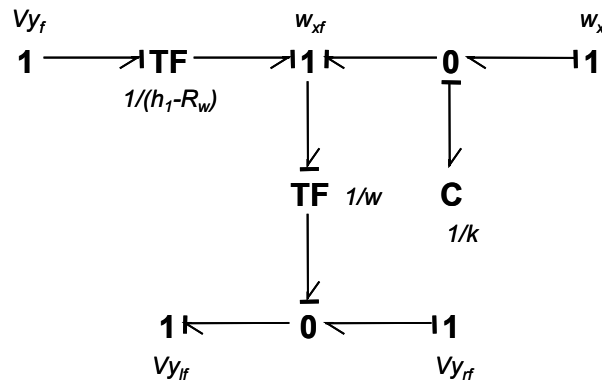 Vy_f w_xf w_x
1 TF 1 0 1
1/(h_1-R_w)
TF 1/w C
1/k
1 0 1
Vy_lf Vy_rf